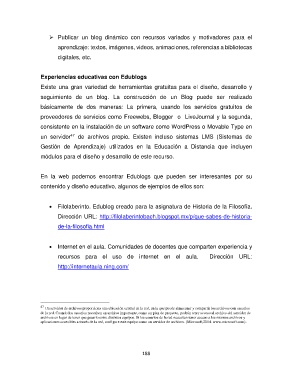 ➢ Publicar un blog dinámico con recursos variados y motivadores para el
aprendizaje: textos, imágenes, videos, animaciones, referencias a bibliotecas
digitales, etc.
Experiencias educativas con Edublogs
Existe una gran variedad de herramientas gratuitas para el diseño, desarrollo y
seguimiento de un blog. La construcción de un Blog puede ser realizado
básicamente de dos maneras: La primera, usando los servicios gratuitos de
proveedores de servicios como Freewebs, Blogger o LiveJournal y la segunda,
consistente en la instalación de un software como WordPress o Movable Type en
un servidor de archivos propio. Existen incluso sistemas LMS (Sistemas de
Gestión de Aprendizaje) utilizados en la Educación a Distancia que incluyen
módulos para el diseño y desarrollo de este recurso.
En la web podemos encontrar Edublogs que pueden ser interesantes por su
contenido y diseño educativo, algunos de ejemplos de ellos son:
• Filolaberinto. Edublog creado para la asignatura de Historia de la Filosofía,
Dirección URL: http://filolaberintobach.blogspot.mx/p/que-sabes-de-historia-
de-la-filosofia.html
• Internet en el aula. Comunidades de docentes que comparten experiencia y
recursos para el uso de internet en el aula. Dirección URL:
http://internetaula.ning.com/